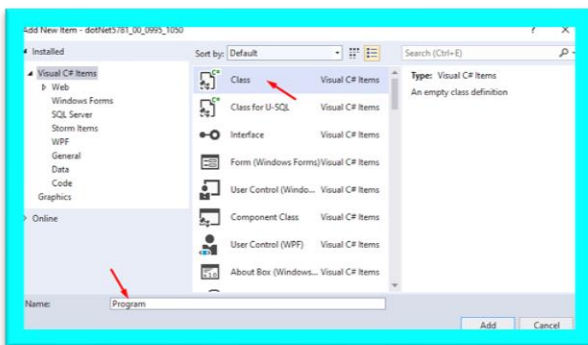 Add New Item - dotNet5781_00_0995_1050 ? X
Installed
Sort by: Default
Search (Ctrl+E)
Visual C# Items
Web
Windows Forms
SQL Server
Storm Items
WPF
General
Data
Code
Graphics
Online
Class Visual C# Items
Class for U-SQL Visual C# Items
Interface Visual C# Items
Form (Windows Forms) Visual C# Items
User Control (Windo... Visual C# Items
Component Class Visual C# Items
User Control (WPF) Visual C# Items
About Box (Windows... Visual C# Items
Type: Visual C# Items
An empty class definition
Name: Program
Add Cancel